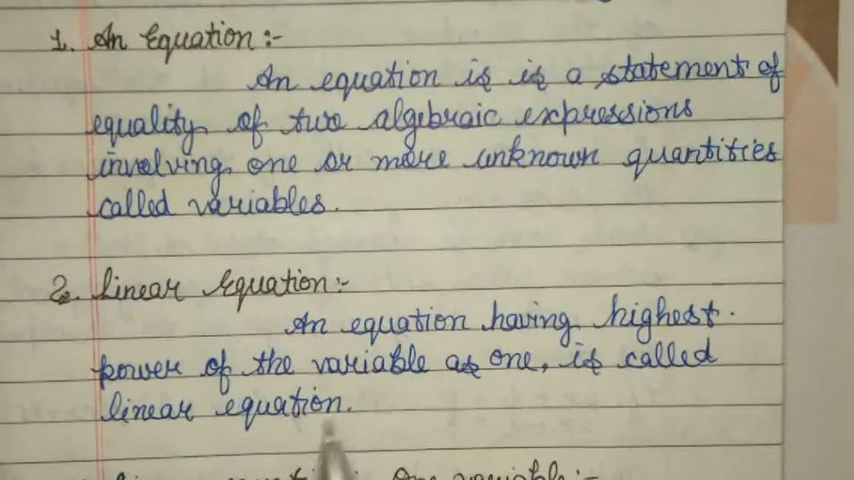 1. An Equation:-
An equation is is a statement of
equality of two algebraic expressions
involving one or more unknown quantities
called variables.
2. Linear Equation:-
An equation having highest.
power of the variable as one, is called
linear equation.
One variable:-